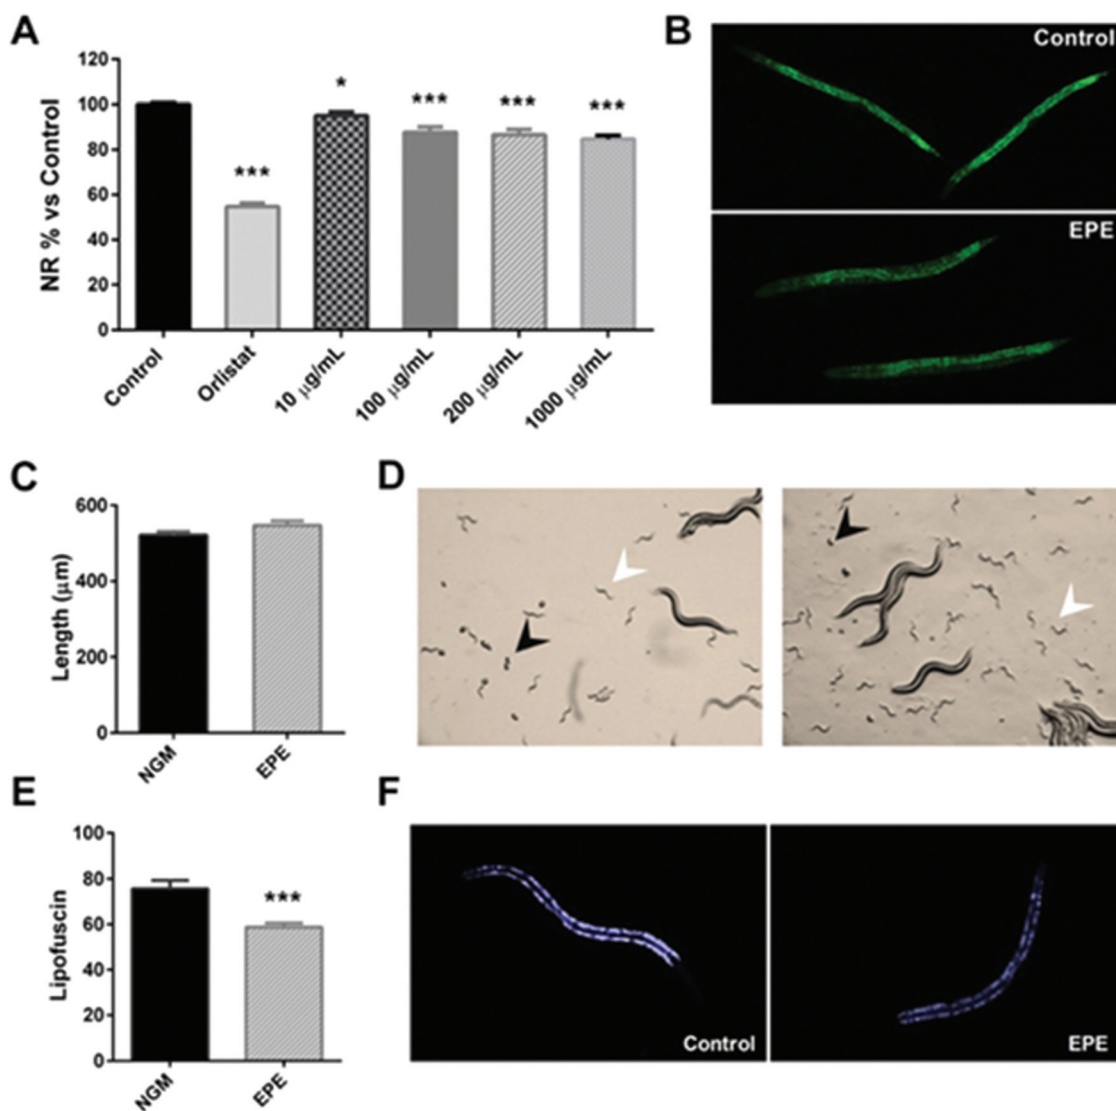 A
NR % vs Control
120
100
80
60
40
20
0
*
***
***
***
***
Control
Orlistat
10 μg/mL
100 μg/mL
200 μg/mL
1000 μg/mL
B
Control
EPE
C
Length (μm)
600
400
200
0
NGM
EPE
D
E
Lipofuscin
100
80
60
40
20
0
***
NGM
EPE
F
Control
EPE